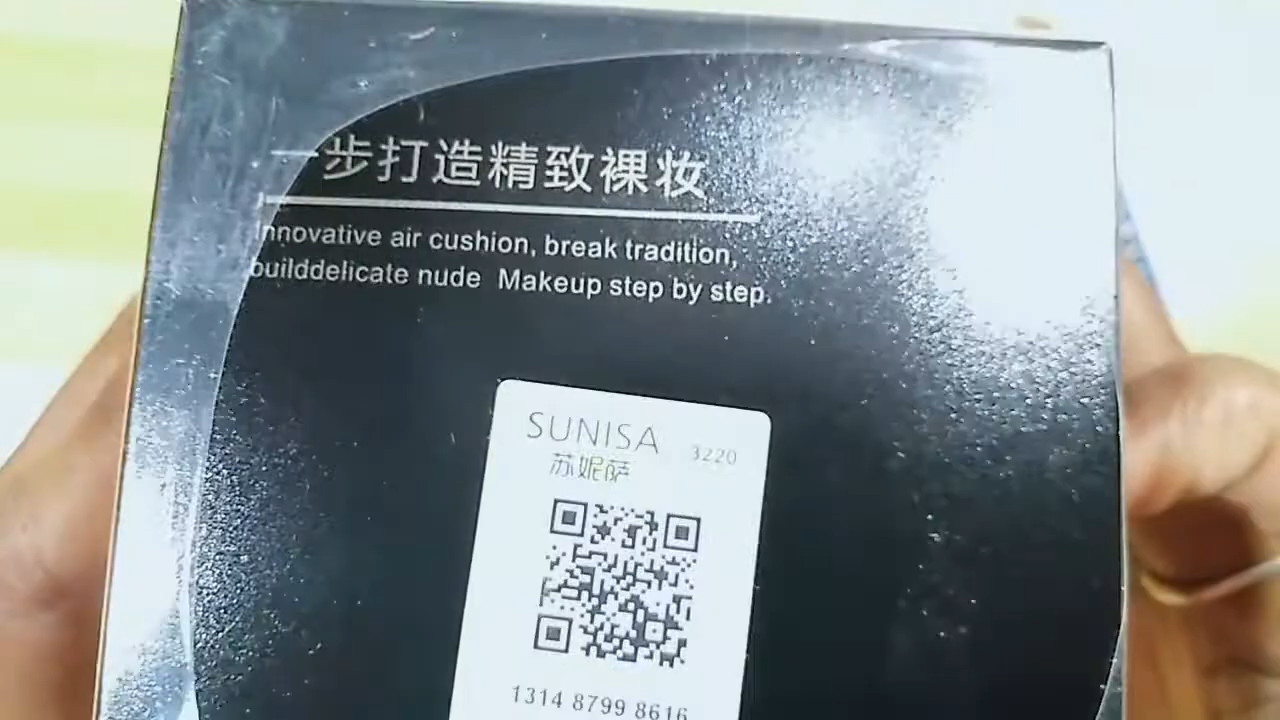 一步打造精致裸妆
Innovative air cushion, break tradition,
builddelicate nude Makeup step by step.
SUNISA 3220
苏妮萨
1314 8799 8616